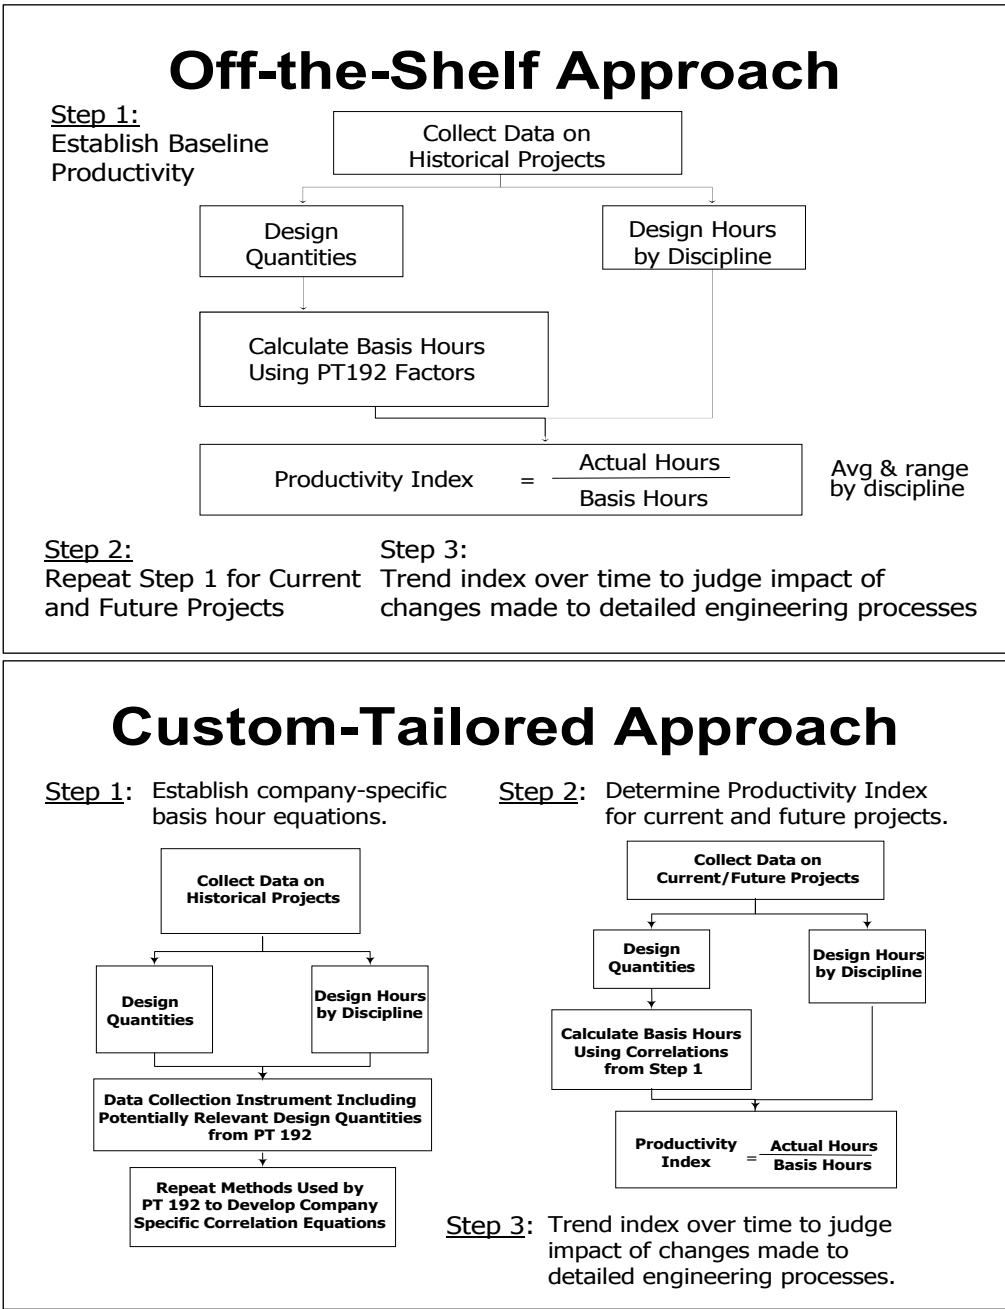 Off-the-Shelf Approach
Step 1:
Establish Baseline
Productivity
Collect Data on
Historical Projects
Design
Quantities
Design Hours
by Discipline
Calculate Basis Hours
Using PT192 Factors
Productivity Index = Actual Hours
Basis Hours
Avg & range
by discipline
Step 2:
Repeat Step 1 for Current
and Future Projects
Step 3:
Trend index over time to judge impact of
changes made to detailed engineering processes
Custom-Tailored Approach
Step 1: Establish company-specific
basis hour equations.
Collect Data on
Historical Projects
Design
Quantities
Design Hours
by Discipline
Data Collection Instrument Including
Potentially Relevant Design Quantities
from PT 192
Repeat Methods Used by
PT 192 to Develop Company
Specific Correlation Equations
Step 2: Determine Productivity Index
for current and future projects.
Collect Data on
Current/Future Projects
Design
Quantities
Design Hours
by Discipline
Calculate Basis Hours
Using Correlations
from Step 1
Productivity
Index = Actual Hours
Basis Hours
Step 3: Trend index over time to judge
impact of changes made to
detailed engineering processes.